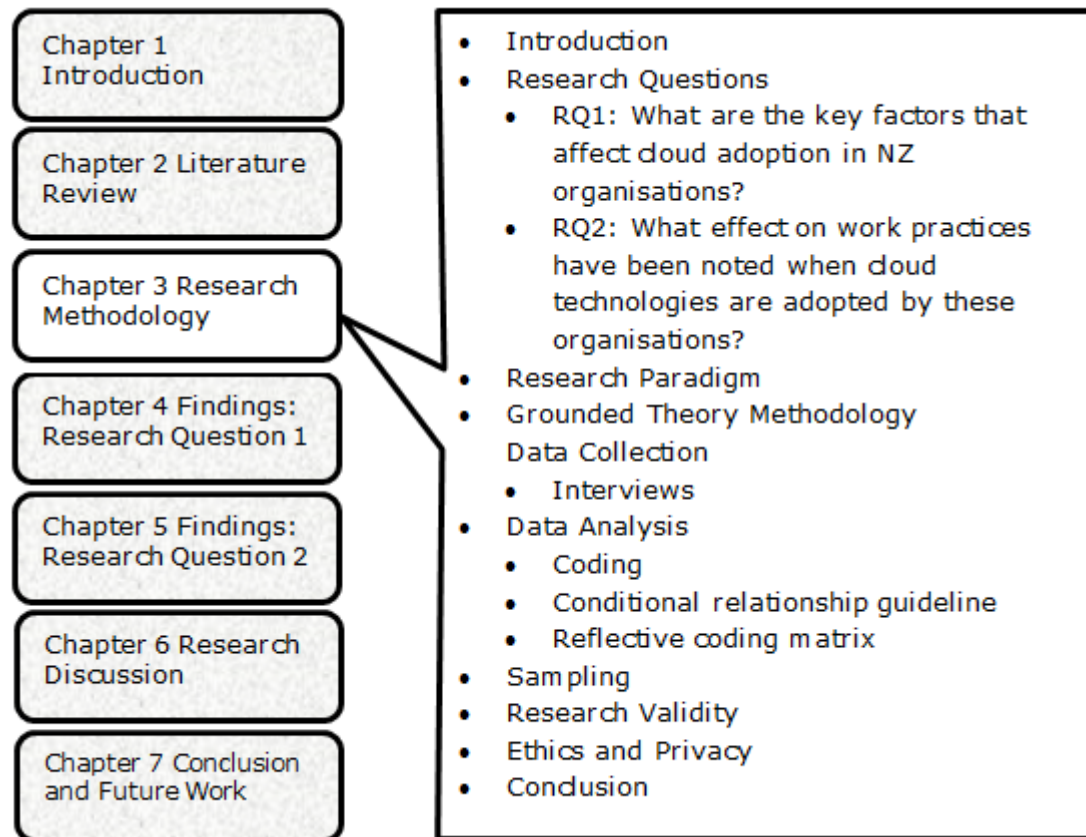 Chapter 1
Introduction
Chapter 2 Literature
Review
Chapter 3 Research
Methodology
Chapter 4 Findings:
Research Question 1
Chapter 5 Findings:
Research Question 2
Chapter 6 Research
Discussion
Chapter 7 Conclusion
and Future Work
• Introduction
• Research Questions
• RQ1: What are the key factors that
affect cloud adoption in NZ
organisations?
• RQ2: What effect on work practices
have been noted when cloud
technologies are adopted by these
organisations?
• Research Paradigm
• Grounded Theory Methodology
Data Collection
• Interviews
• Data Analysis
• Coding
• Conditional relationship guideline
• Reflective coding matrix
• Sampling
• Research Validity
• Ethics and Privacy
• Conclusion